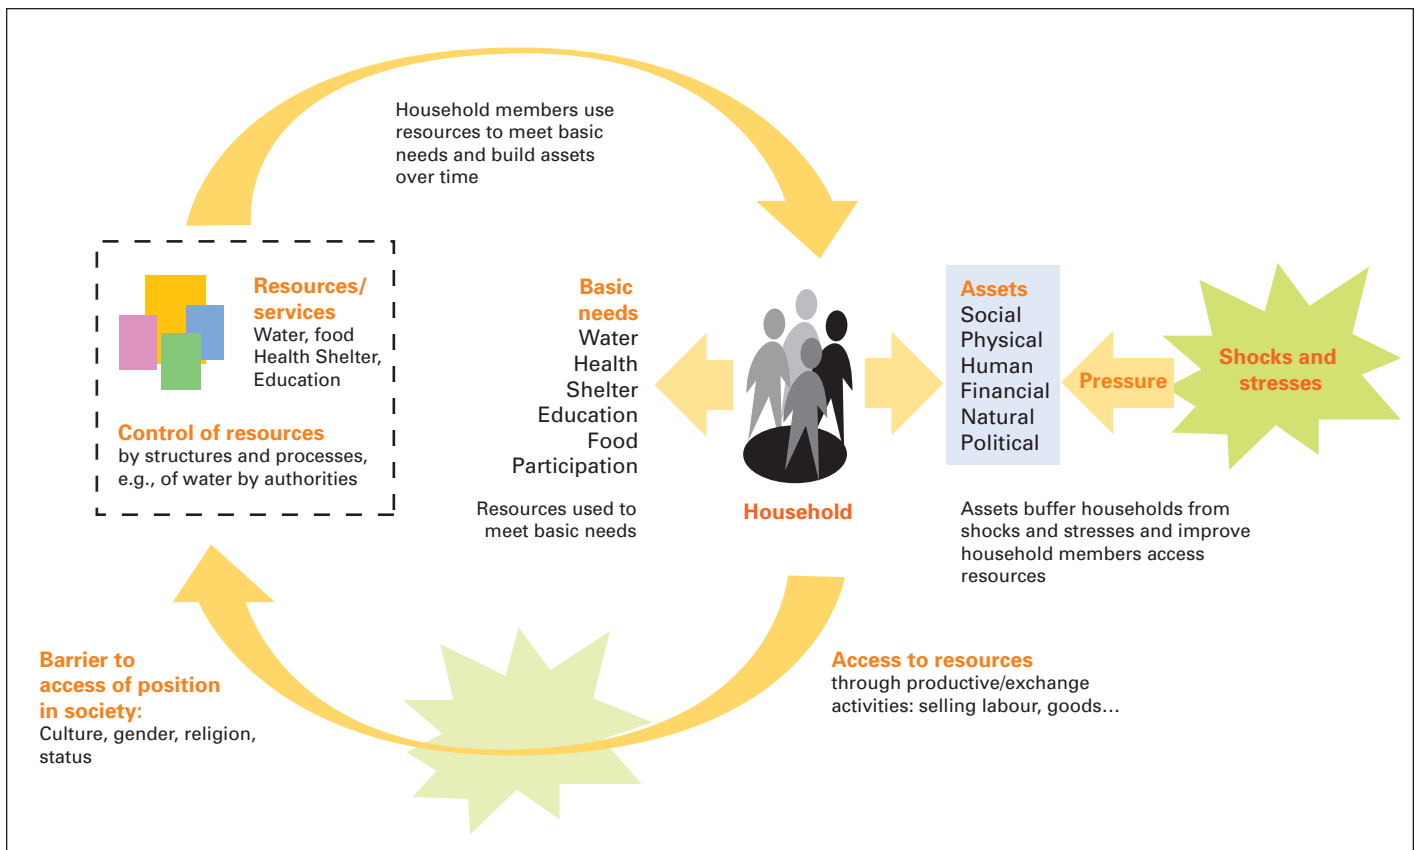 Household members use
resources to meet basic
needs and build assets
over time
Resources/
services
Water, food
Health Shelter,
Education
Control of resources
by structures and processes,
e.g., of water by authorities
Basic
needs
Water
Health
Shelter
Education
Food
Participation
Resources used to
meet basic needs
Household
Assets
Social
Physical
Human
Financial
Natural
Political
Pressure
Shocks and
stresses
Assets buffer households from
shocks and stresses and improve
household members access
resources
Barrier to
access of position
in society:
Culture, gender, religion,
status
Access to resources
through productive/exchange
activities: selling labour, goods…